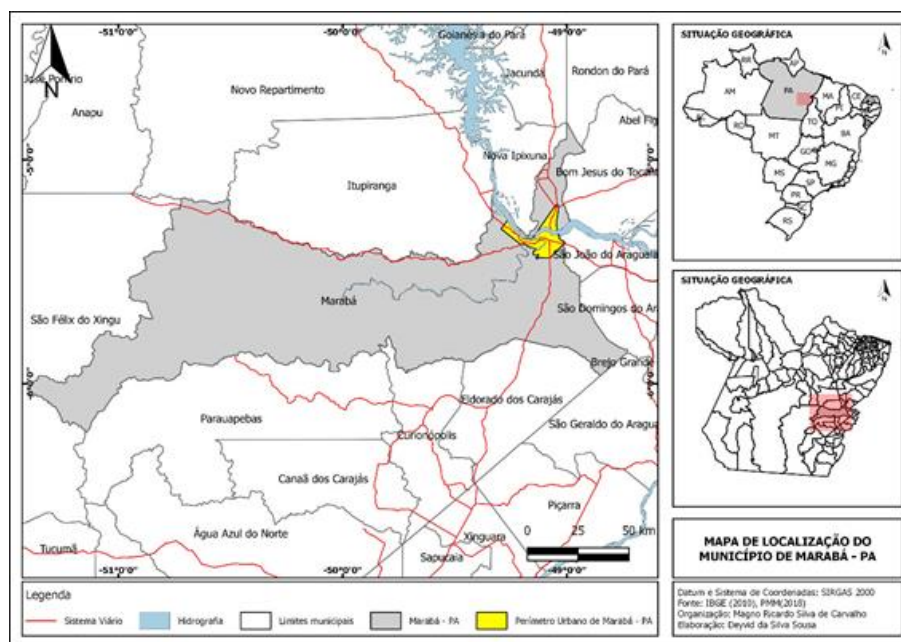 -51°0'0"
-50°0'0"
-49°0'0"
Goianésia do Pará
José Porfírio
Jacundá
Rondon do Pará
Anapu
Novo Repartimento
N
Abel Fig
-5°0'0"
-5°0'0"
Nova Ipixuna
Itupiranga
Bom Jesus do Tocant
São João do Araguaia
Marabá
São Domingos do Ar
São Félix do Xingu
Brejo Grande
-6°0'0"
-6°0'0"
Eldorado dos Carajás
Parauapebas
São Geraldo do Aragua
Curionópolis
Canaã dos Carajás
Piçarra
Água Azul do Norte
0 25 50 km
Tucumã
Xinguara
Sapucaia
-51°0'0"
-50°0'0"
-49°0'0"
SITUAÇÃO GEOGRÁFICA
RR
AP
AM
PA
MA
CE
TO
RO
MT
BA
GO
MG
MS
SP
PR
SC
RS
SITUAÇÃO GEOGRÁFICA
MAPA DE LOCALIZAÇÃO DO
MUNICÍPIO DE MARABÁ - PA
Legenda
Sistema Viário
Hidrografia
Limites municipais
Marabá - PA
Perímetro Urbano de Marabá - PA
Datum e Sistema de Coordenadas: SIRGAS 2000
Fonte: IBGE (2010), PMM(2018)
Organização: Magno Ricardo Silva de Carvalho
Elaboração: Deyvid da Silva Sousa